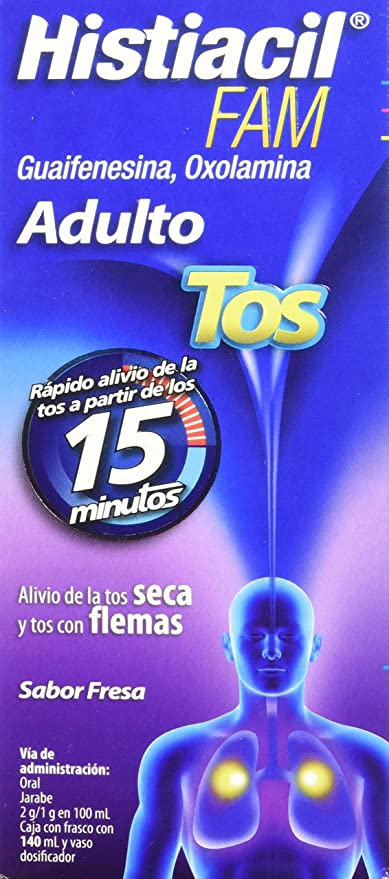 Histiacil®
FAM
Guaifenesina, Oxolamina
Adulto
Tos
Rápido alivio de la
tos a partir de los
15
minutos
Alivio de la tos seca
y tos con flemas
Sabor Fresa
Vía de
administración:
Oral
Jarabe
2 g/1 g en 100 mL
Caja con frasco con
140 mL y vaso
dosificador